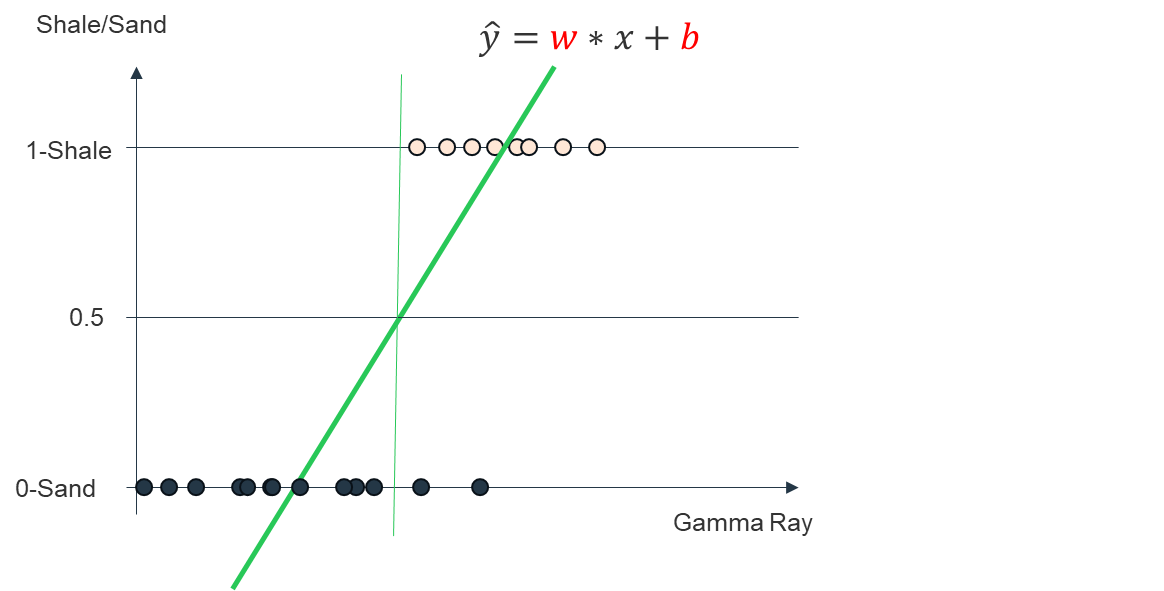 Shale/Sand
ŷ = w * x + b
1-Shale
0.5
0-Sand
Gamma Ray